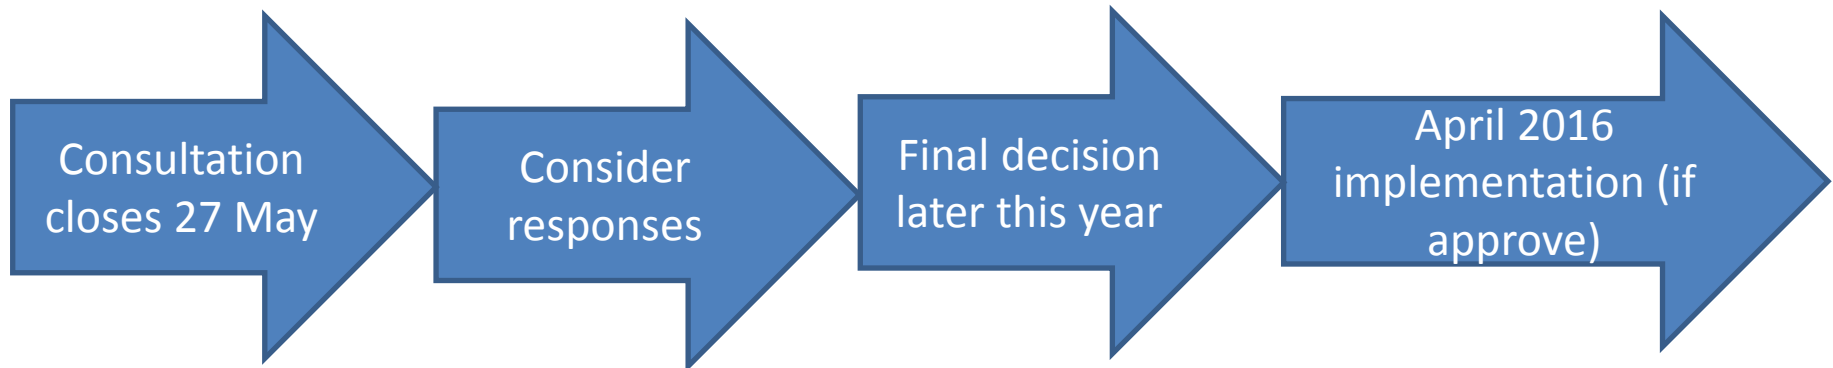 Consultation
closes 27 May
Consider
responses
Final decision
later this year
April 2016
implementation (if
approve)